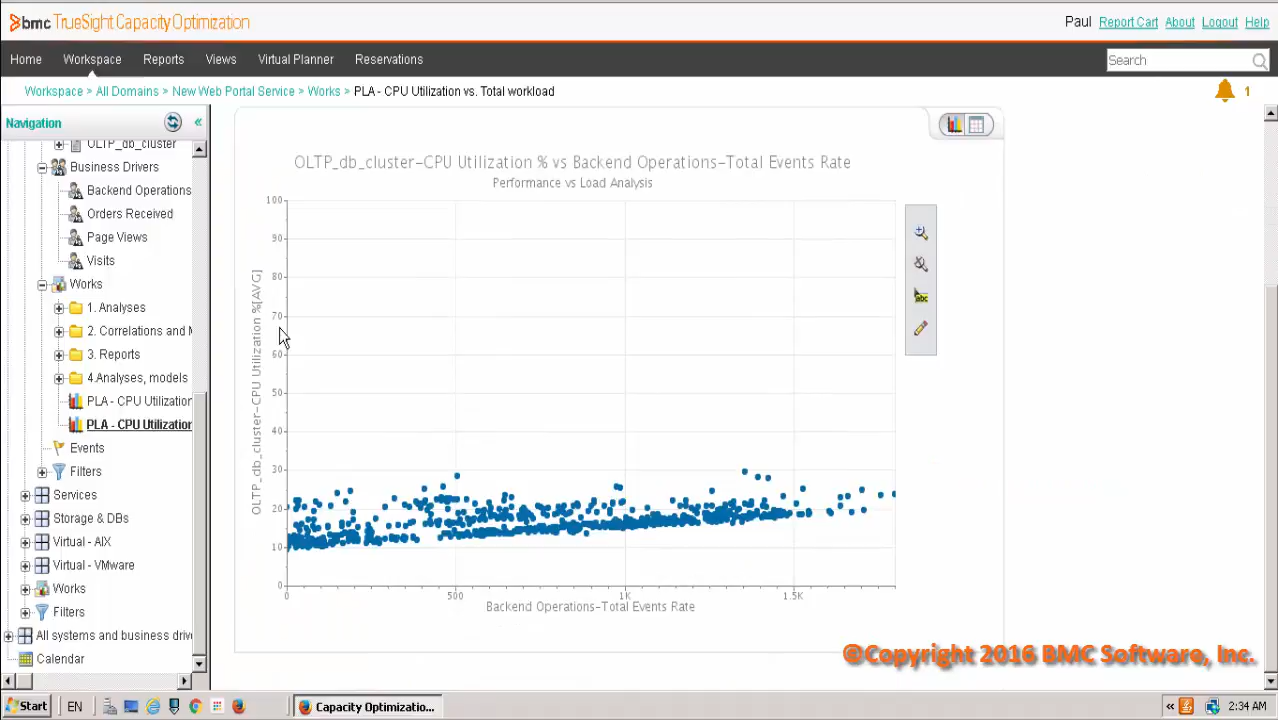 bmc TrueSight Capacity Optimization
Paul Report Cart About Logout Help
Home Workspace Reports Views Virtual Planner Reservations
Search
Workspace > All Domains > New Web Portal Service > Works > PLA - CPU Utilization vs. Total workload
1
Navigation
«
OLTP_db_cluster
Business Drivers
Backend Operations
Orders Received
Page Views
Visits
Works
1. Analyses
2. Correlations and M
3. Reports
4.Analyses, models
PLA - CPU Utilization
PLA - CPU Utilization
Events
Filters
Services
Storage & DBs
Virtual - AIX
Virtual - VMware
Works
Filters
All systems and business drive
Calendar
OLTP_db_cluster-CPU Utilization % vs Backend Operations-Total Events Rate
Performance vs Load Analysis
OLTP_db_cluster-CPU Utilization %[AVG]
100
90
80
70
60
50
40
30
20
10
0
0 500 1K 1.5K
Backend Operations-Total Events Rate
abc
@Copyright 2016 BMC Software, Inc.
Start EN Capacity Optimizatio... « 2:34 AM